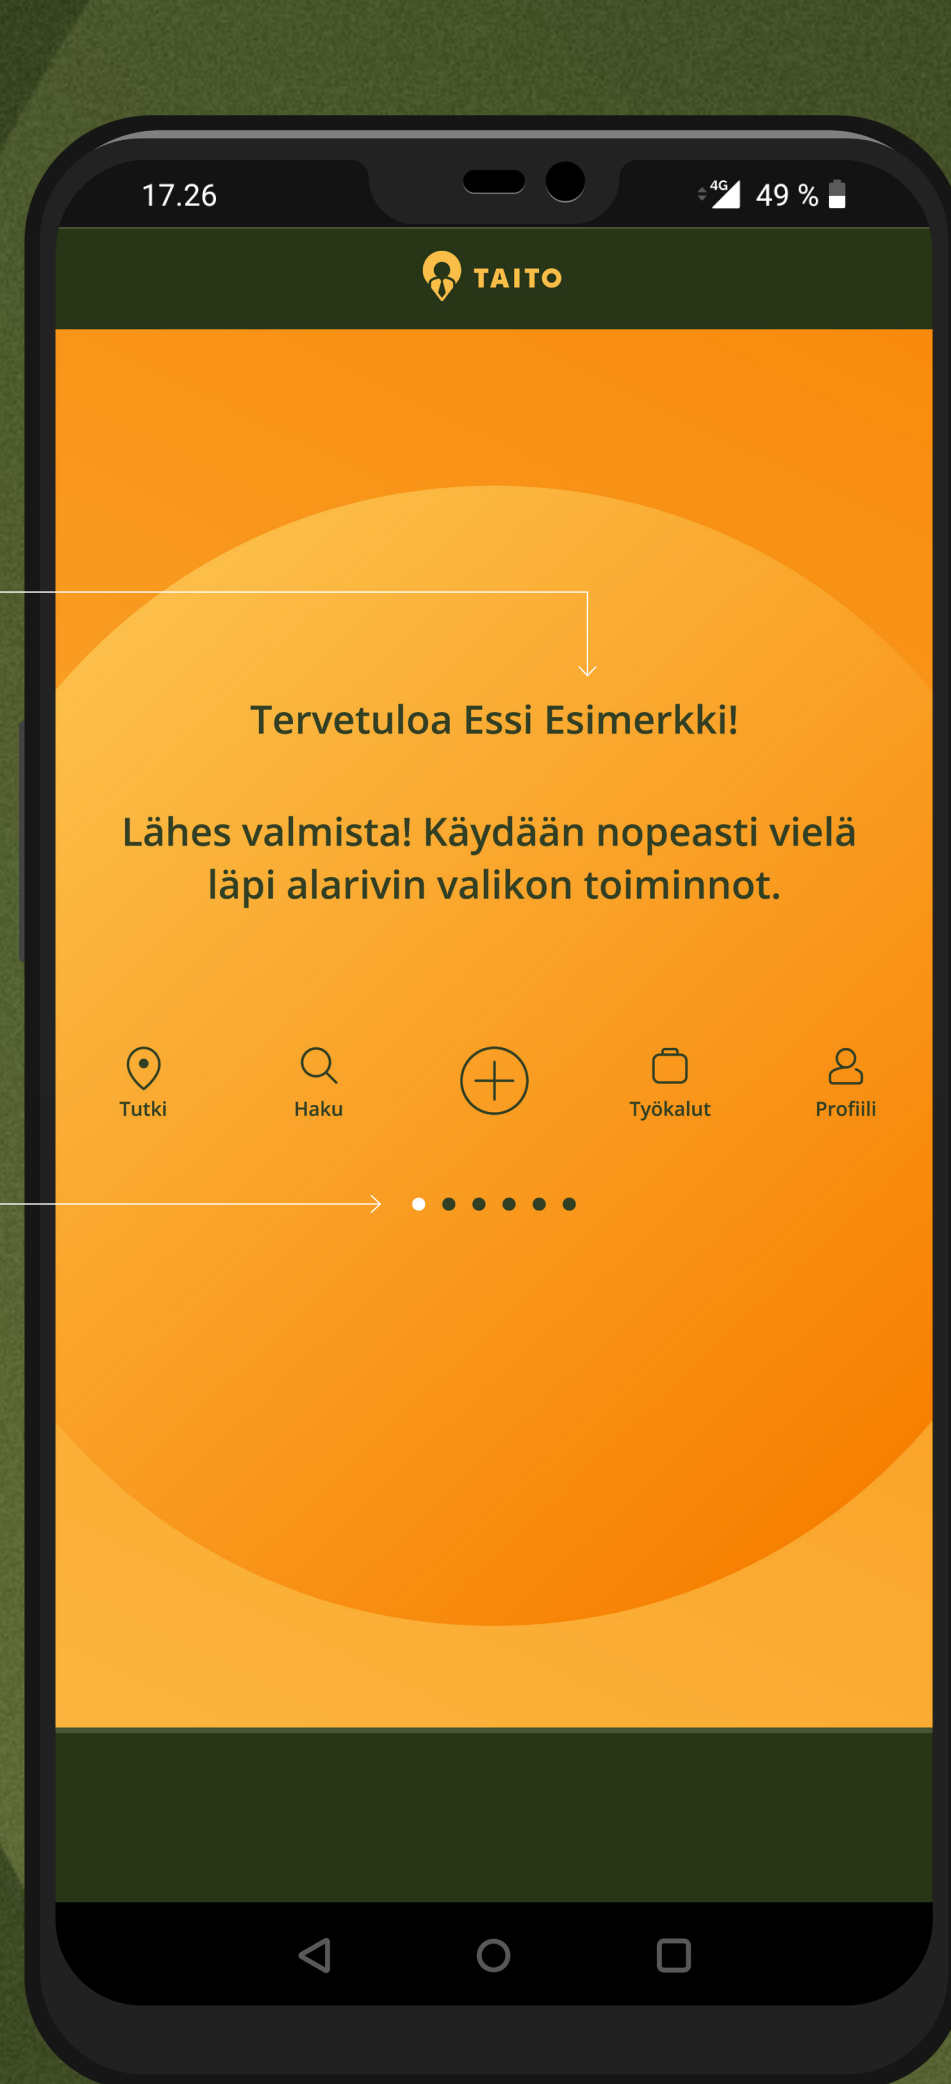 17.26
4G 49 %
TAITO
Tervetuloa Essi Esimerkki!
Lähes valmista! Käydään nopeasti vielä
läpi alarivin valikon toiminnot.
Tutki Haku Työkalut Profiili